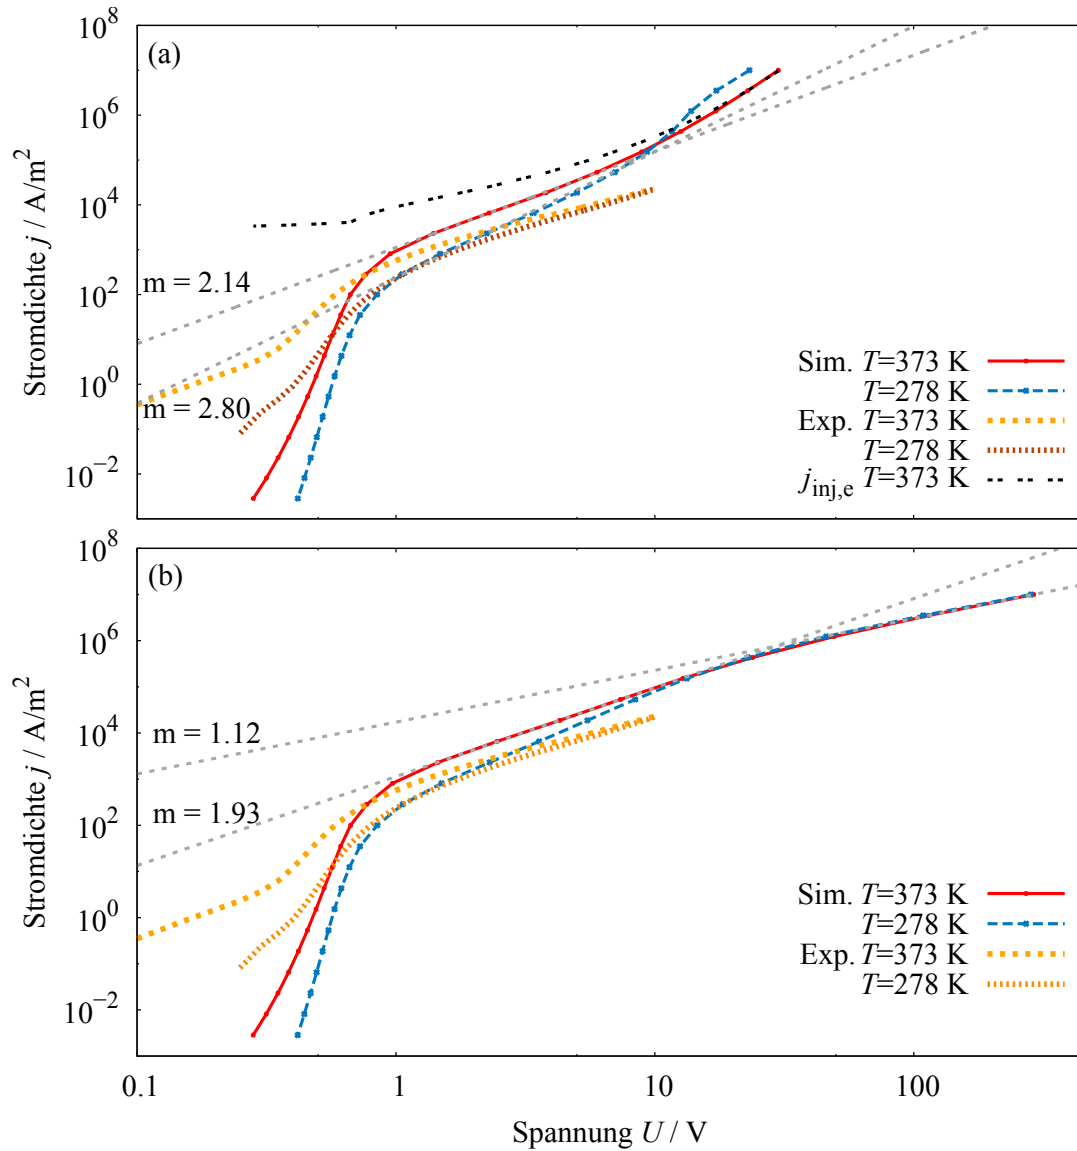 10^8
(a)
10^6
10^4
10^2
10^0
10^-2
Stromdichte j / A/m^2
m = 2.14
m = 2.80
Sim. T=373 K
T=278 K
Exp. T=373 K
T=278 K
j_inj,e T=373 K
10^8
(b)
10^6
10^4
10^2
10^0
10^-2
Stromdichte j / A/m^2
m = 1.12
m = 1.93
Sim. T=373 K
T=278 K
Exp. T=373 K
T=278 K
0.1 1 10 100
Spannung U / V